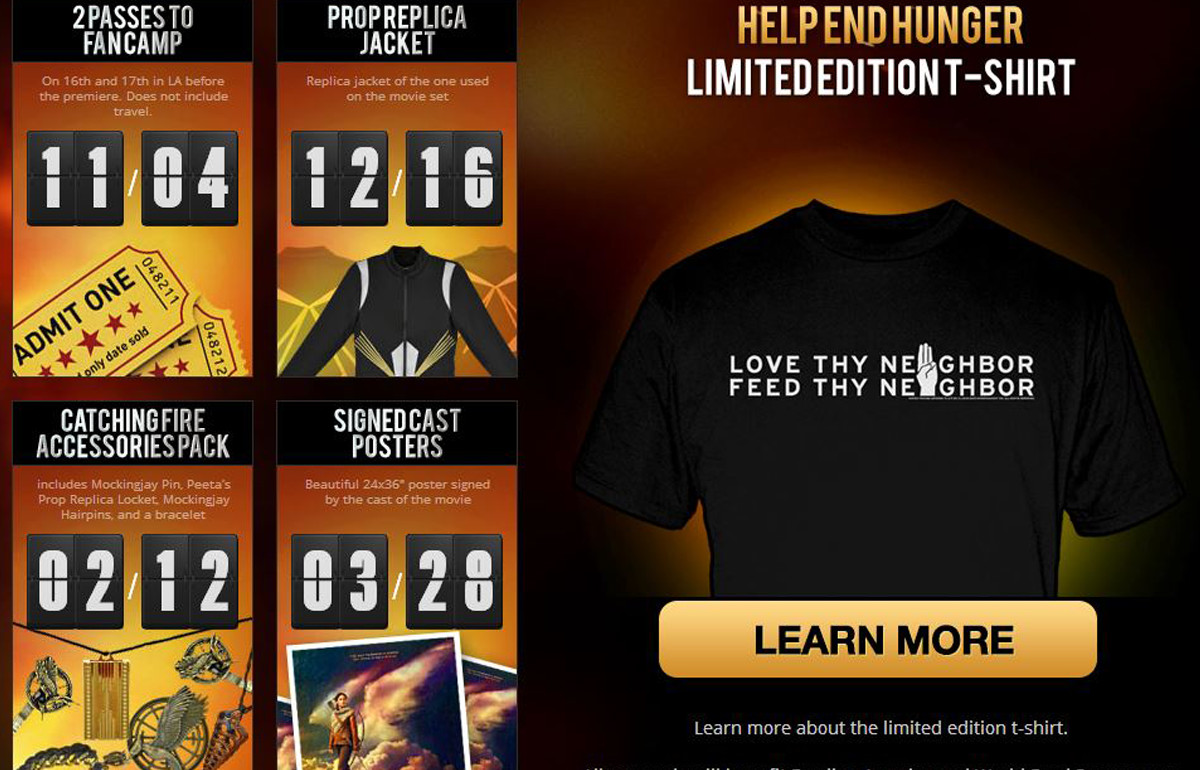 2 PASSES TO
FAN CAMP
On 16th and 17th in LA before
the premiere. Does not include
travel.
11/04
ADMIT ONE
048211
only date sold
048212
PROP REPLICA
JACKET
Replica jacket of the one used
on the movie set
12/16
CATCHING FIRE
ACCESSORIES PACK
includes Mockingjay Pin, Peeta's
Prop Replica Locket, Mockingjay
Hairpins, and a bracelet
02/12
SIGNED CAST
POSTERS
Beautiful 24x36" poster signed
by the cast of the movie
03/28
HELP END HUNGER
LIMITED EDITION T-SHIRT
LOVE THY NEIGHBOR
FEED THY NEIGHBOR
LEARN MORE
Learn more about the limited edition t-shirt.